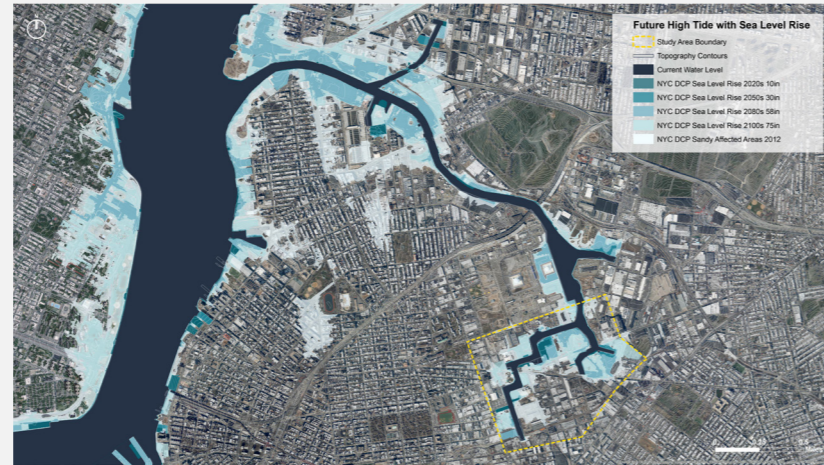 Future High Tide with Sea Level Rise
Study Area Boundary
Topography Contours
Current Water Level
NYC DCP Sea Level Rise 2020s 10in
NYC DCP Sea Level Rise 2050s 30in
NYC DCP Sea Level Rise 2080s 58in
NYC DCP Sea Level Rise 2100s 75in
NYC DCP Sandy Affected Areas 2012